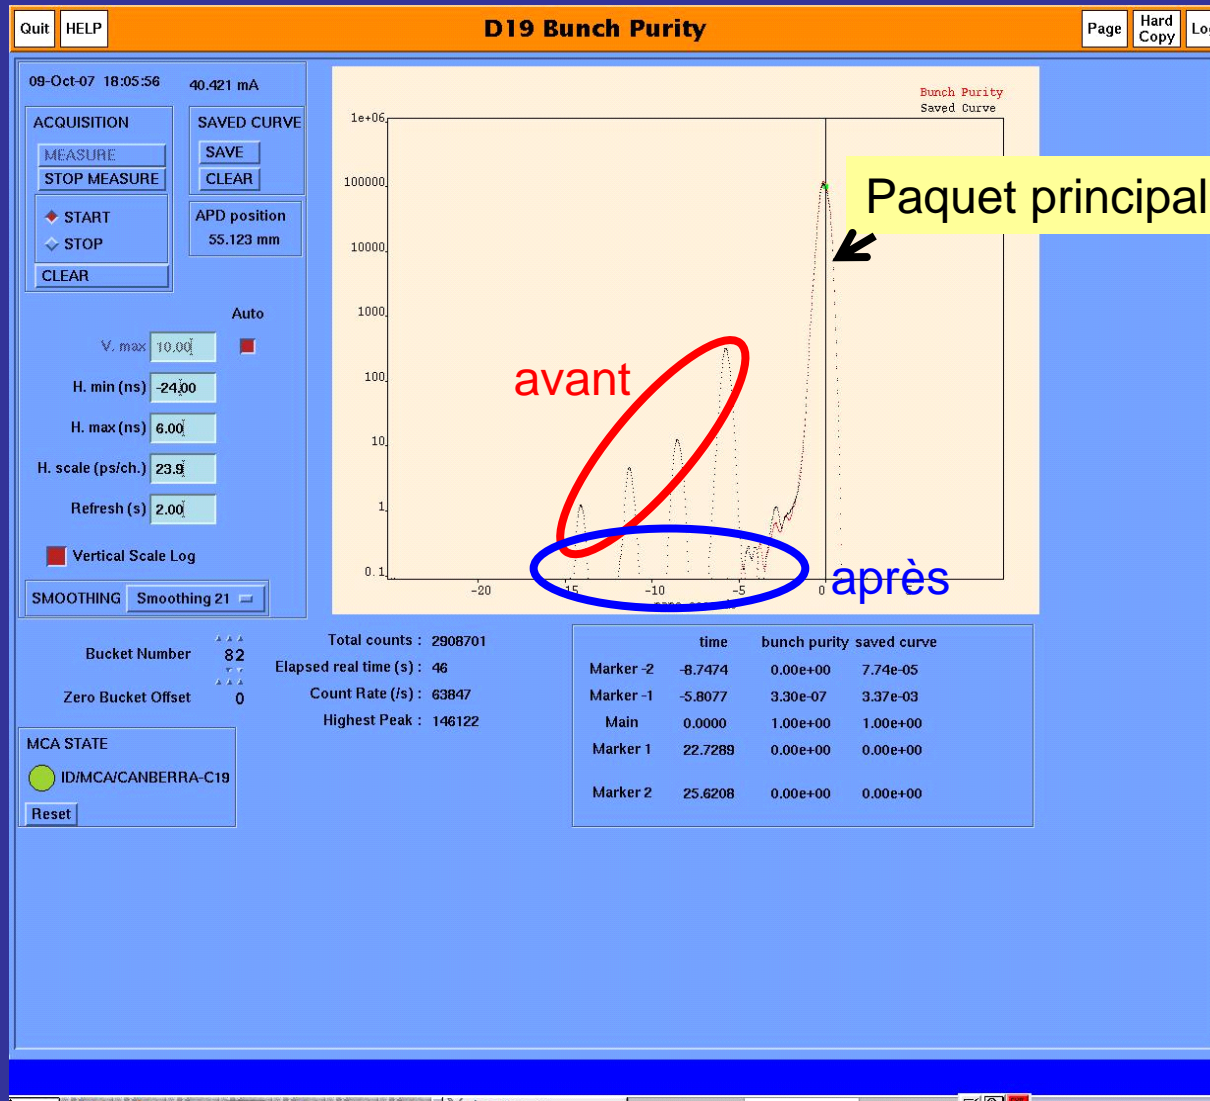 Quit HELP D19 Bunch Purity Page Hard Copy Log
09-Oct-07 18:05:56 40.421 mA
ACQUISITION
MEASURE
STOP MEASURE
START
STOP
CLEAR
SAVED CURVE
SAVE
CLEAR
APD position
55.123 mm
Auto
V. max 10.00
H. min (ns) -24.00
H. max (ns) 6.00
H. scale (ps/ch.) 23.9
Refresh (s) 2.00
Vertical Scale Log
SMOOTHING Smoothing 21
Bunch Purity
Saved Curve
1e+06
100000
10000
1000
100
10
1
0.1
-20 -15 -10 -5 0
Paquet principal
avant
après
Bucket Number 82
Zero Bucket Offset 0
Total counts : 2908701
Elapsed real time (s) : 46
Count Rate (/s) : 63847
Highest Peak : 146122
time bunch purity saved curve
Marker -2 -8.7474 0.00e+00 7.74e-05
Marker -1 -5.8077 3.30e-07 3.37e-03
Main 0.0000 1.00e+00 1.00e+00
Marker 1 22.7289 0.00e+00 0.00e+00
Marker 2 25.6208 0.00e+00 0.00e+00
MCA STATE
ID/MCA/CANBERRA-C19
Reset